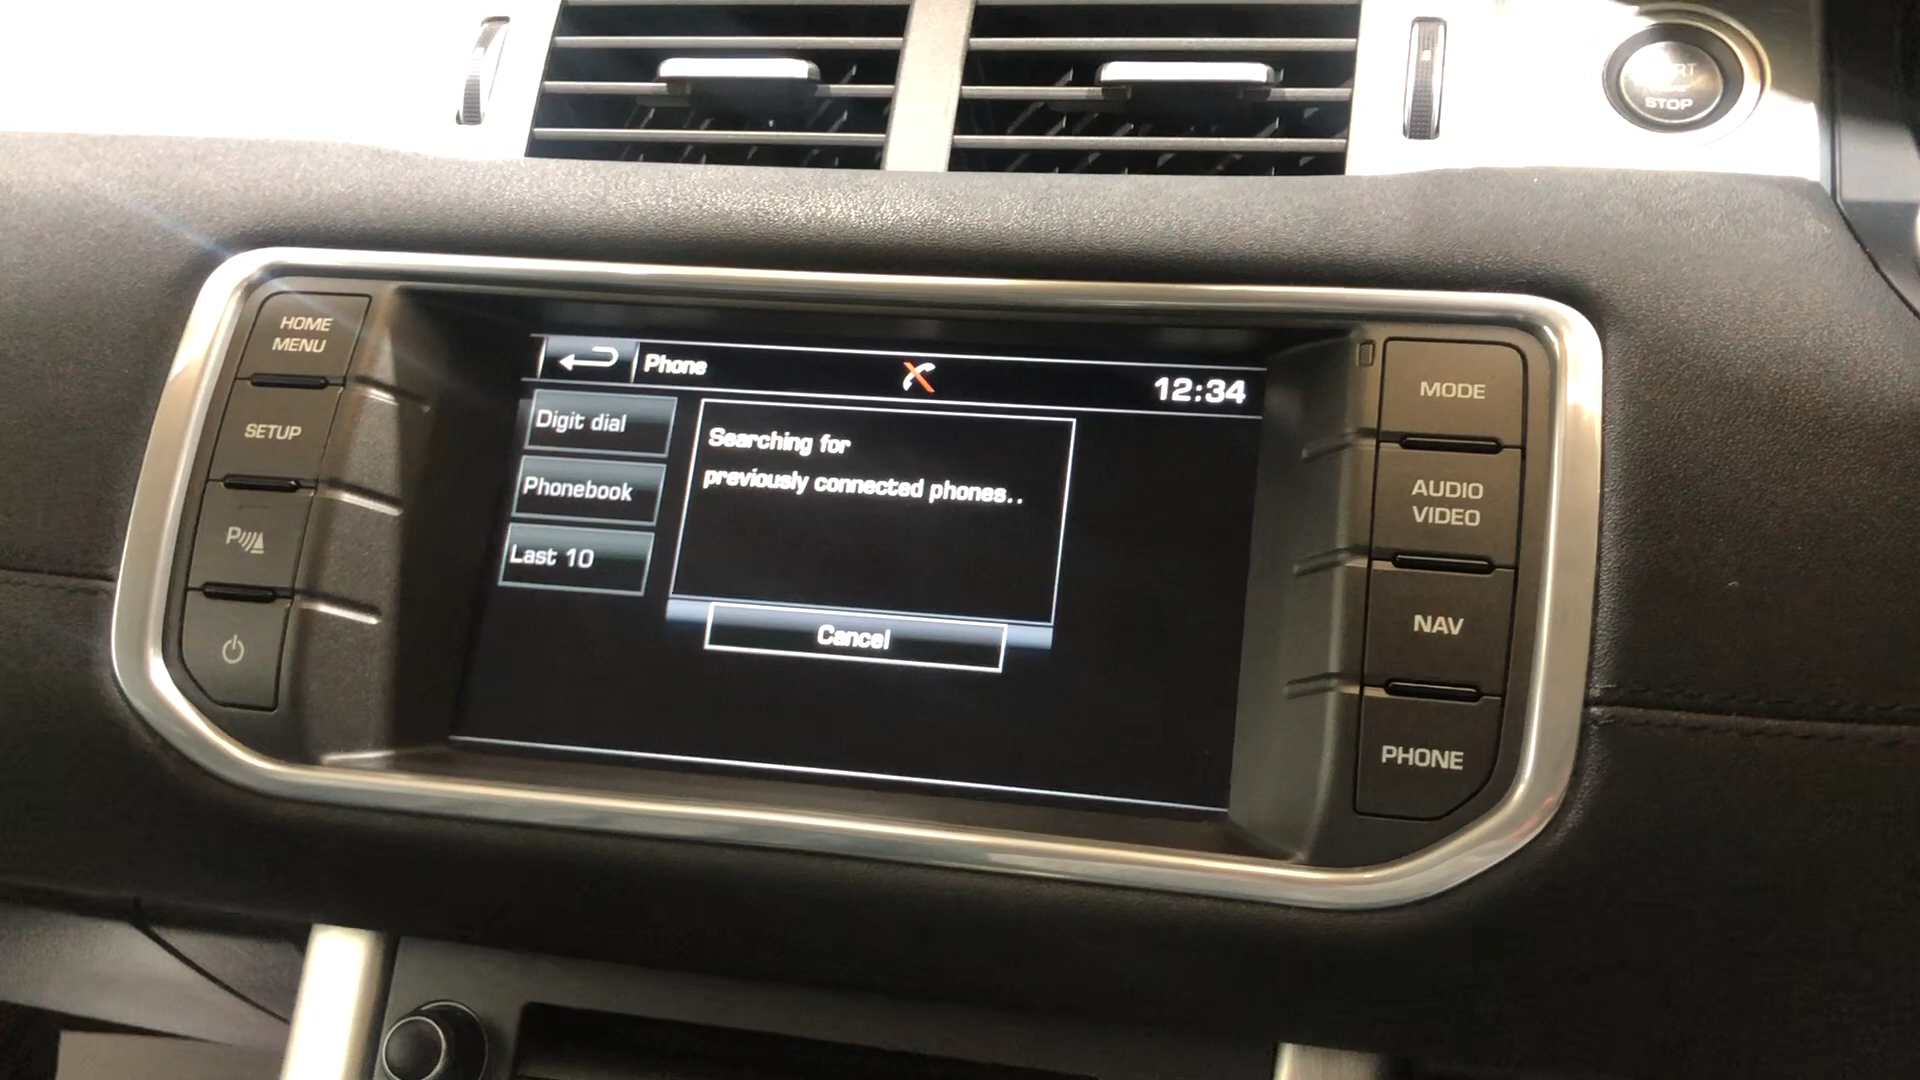 STOP
HOME
MENU
SETUP
P
Phone
12:34
Digit dial
Phonebook
Last 10
Searching for
previously connected phones..
Cancel
MODE
AUDIO
VIDEO
NAV
PHONE